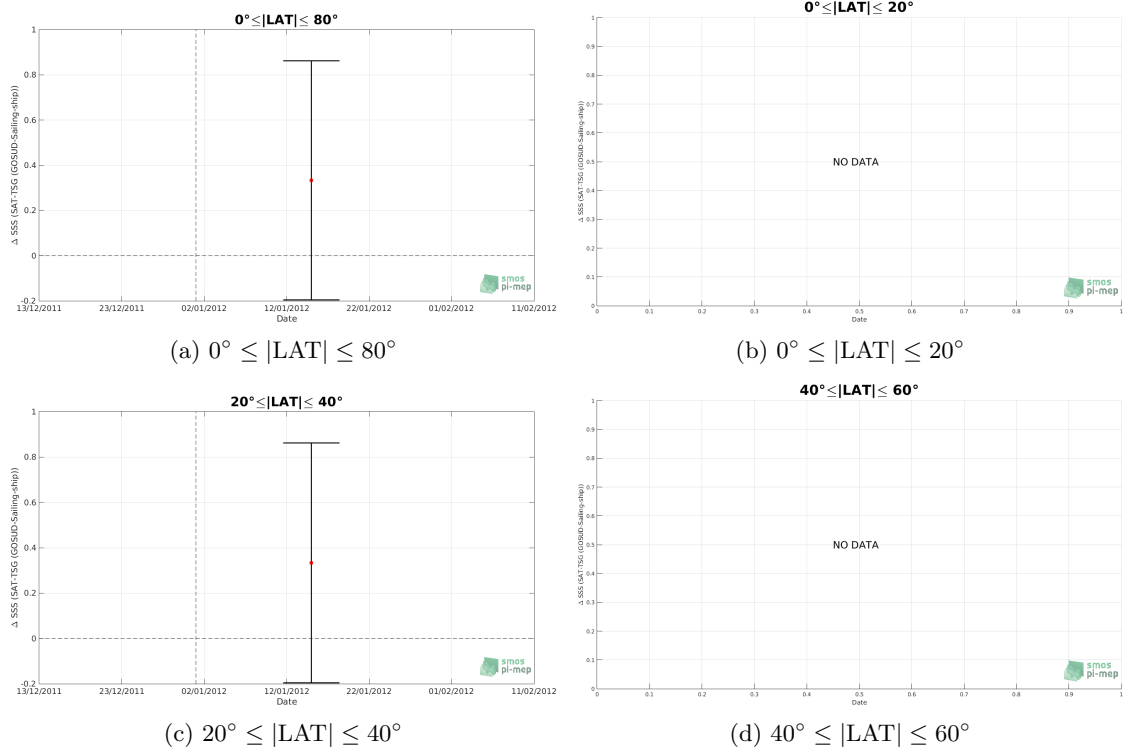 0°≤|LAT|≤ 80°
Δ SSS (SAT-TSG (GOSUD-Sailing-ship))
1
0.8
0.6
0.4
0.2
0
-0.2
13/12/2011 23/12/2011 02/01/2012 12/01/2012 22/01/2012 01/02/2012 11/02/2012
Date
smos
pi-mep
(a) 0° ≤ |LAT| ≤ 80°
0°≤|LAT|≤ 20°
Δ SSS (SAT-TSG (GOSUD-Sailing-ship))
1
0.9
0.8
0.7
0.6
0.5
0.4
0.3
0.2
0.1
0
NO DATA
0 0.1 0.2 0.3 0.4 0.5 0.6 0.7 0.8 0.9 1
Date
smos
pi-mep
(b) 0° ≤ |LAT| ≤ 20°
20°≤|LAT|≤ 40°
Δ SSS (SAT-TSG (GOSUD-Sailing-ship))
1
0.8
0.6
0.4
0.2
0
-0.2
13/12/2011 23/12/2011 02/01/2012 12/01/2012 22/01/2012 01/02/2012 11/02/2012
Date
smos
pi-mep
(c) 20° ≤ |LAT| ≤ 40°
40°≤|LAT|≤ 60°
Δ SSS (SAT-TSG (GOSUD-Sailing-ship))
1
0.9
0.8
0.7
0.6
0.5
0.4
0.3
0.2
0.1
0
NO DATA
0 0.1 0.2 0.3 0.4 0.5 0.6 0.7 0.8 0.9 1
Date
smos
pi-mep
(d) 40° ≤ |LAT| ≤ 60°